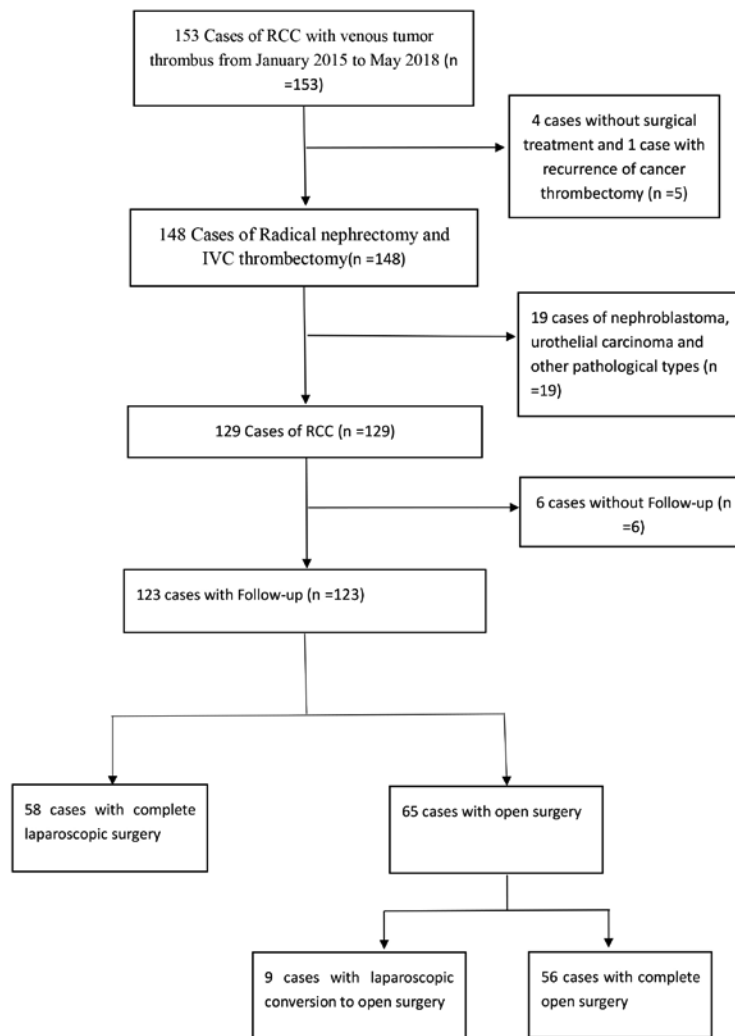 153 Cases of RCC with venous tumor
thrombus from January 2015 to May 2018 (n
=153)
4 cases without surgical
treatment and 1 case with
recurrence of cancer
thrombectomy (n =5)
148 Cases of Radical nephrectomy and
IVC thrombectomy(n =148)
19 cases of nephroblastoma,
urothelial carcinoma and
other pathological types (n
=19)
129 Cases of RCC (n =129)
6 cases without Follow-up (n
=6)
123 cases with Follow-up (n =123)
58 cases with complete
laparoscopic surgery
65 cases with open surgery
9 cases with laparoscopic
conversion to open surgery
56 cases with complete
open surgery